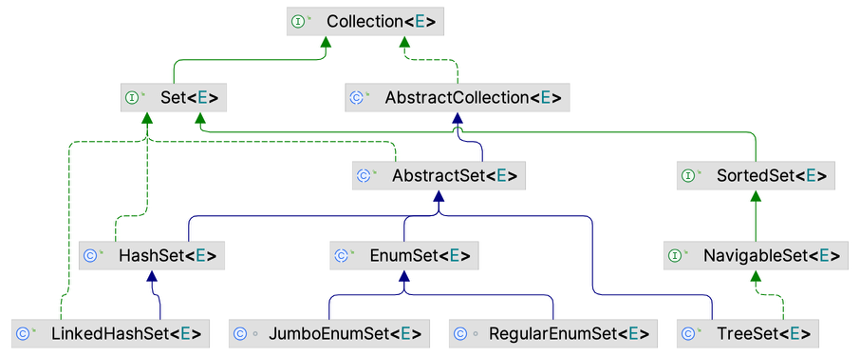 Collection<E>
Set<E>
AbstractCollection<E>
AbstractSet<E>
SortedSet<E>
HashSet<E>
EnumSet<E>
NavigableSet<E>
LinkedHashSet<E>
JumboEnumSet<E>
RegularEnumSet<E>
TreeSet<E>